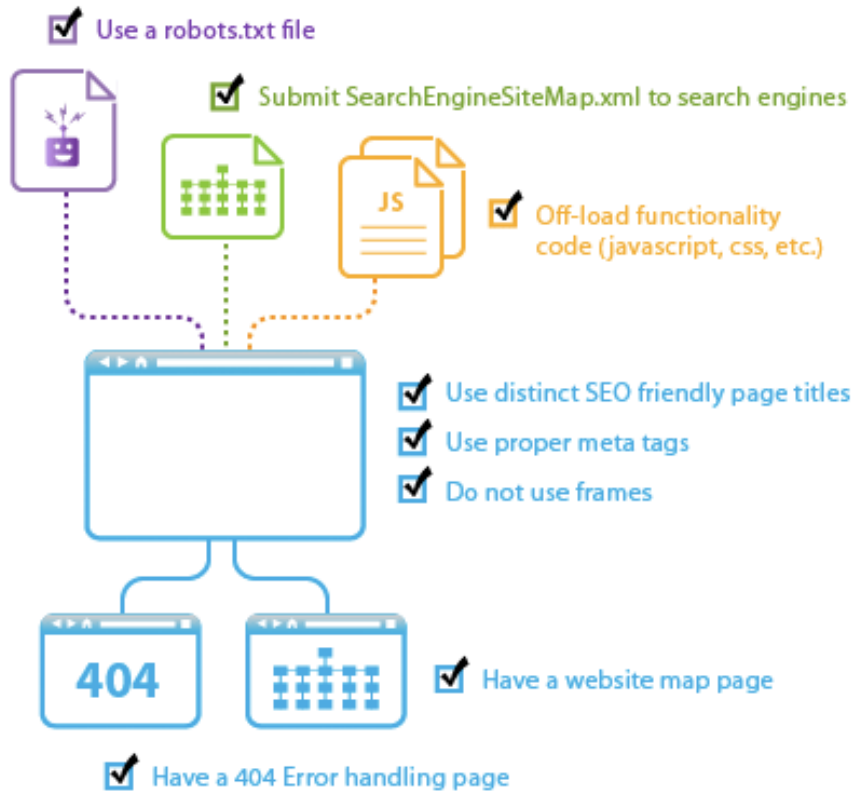 Use a robots.txt file
Submit SearchEngineSiteMap.xml to search engines
JS
Off-load functionality
code (javascript, css, etc.)
Use distinct SEO friendly page titles
Use proper meta tags
Do not use frames
404
Have a website map page
Have a 404 Error handling page